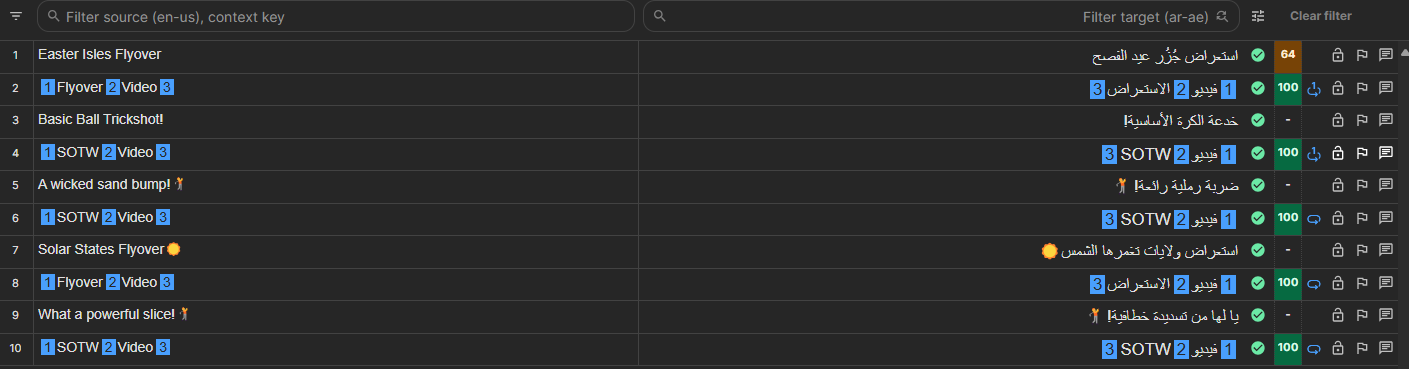 Filter source (en-us), context key
Filter target (ar-ae)
Clear filter
1 Easter Isles Flyover استعراض جُزُر عيد الفصح 64
2 1 Flyover 2 Video 3 1 فيديو 2 الاستعراض 3 100
3 Basic Ball Trickshot! خدعة الكرة الأساسية! -
4 1 SOTW 2 Video 3 1 فيديو 2 SOTW 3 100
5 A wicked sand bump!🏌 ضربة رملية رائعة! 🏌 -
6 1 SOTW 2 Video 3 1 فيديو 2 SOTW 3 100
7 Solar States Flyover☀ استعراض ولايات تغمرها الشمس ☀ -
8 1 Flyover 2 Video 3 1 فيديو 2 الاستعراض 3 100
9 What a powerful slice!🏌 يا لها من تسديدة خطافية! 🏌 -
10 1 SOTW 2 Video 3 1 فيديو 2 SOTW 3 100